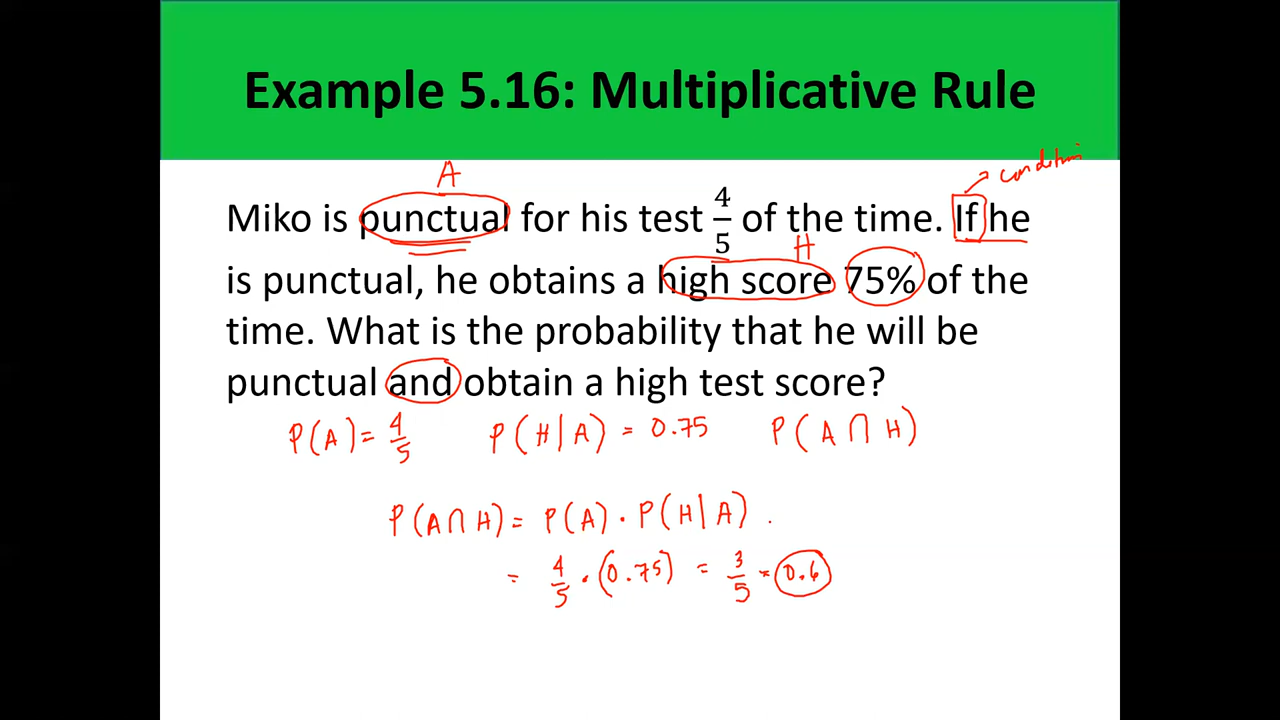 Example 5.16: Multiplicative Rule
A
condition
Miko is punctual for his test 4/5 of the time. If he
H
is punctual, he obtains a high score 75% of the
time. What is the probability that he will be
punctual and obtain a high test score?
P(A) = 4/5 P(H|A) = 0.75 P(A ∩ H)
P(A ∩ H) = P(A) · P(H|A)
= 4/5 · (0.75) = 3/5 = 0.6